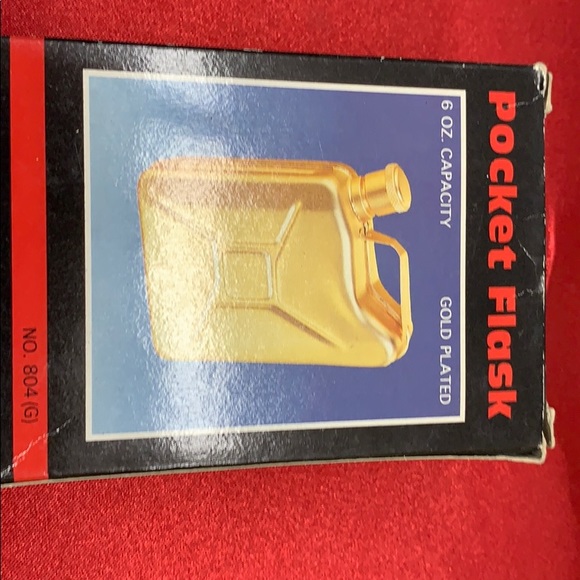 Pocket Flask
6 OZ. CAPACITY GOLD PLATED
NO. 804 (G)